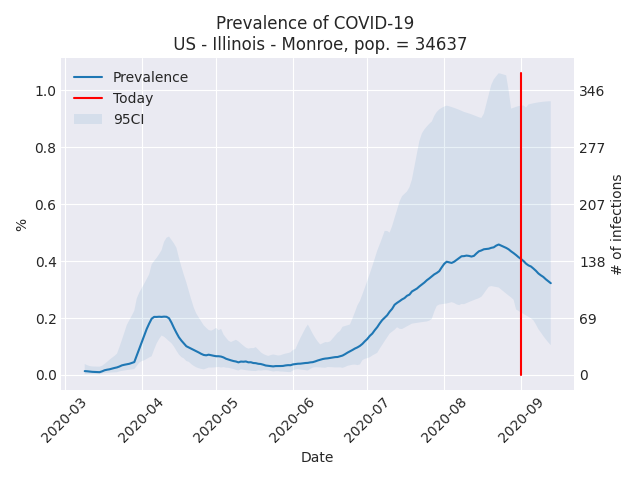 Prevalence of COVID-19
US - Illinois - Monroe, pop. = 34637
Prevalence
Today
95CI
1.0
0.8
0.6
0.4
0.2
0.0
%
346
277
207
138
69
0
# of infections
2020-03
2020-04
2020-05
2020-06
2020-07
2020-08
2020-09
Date